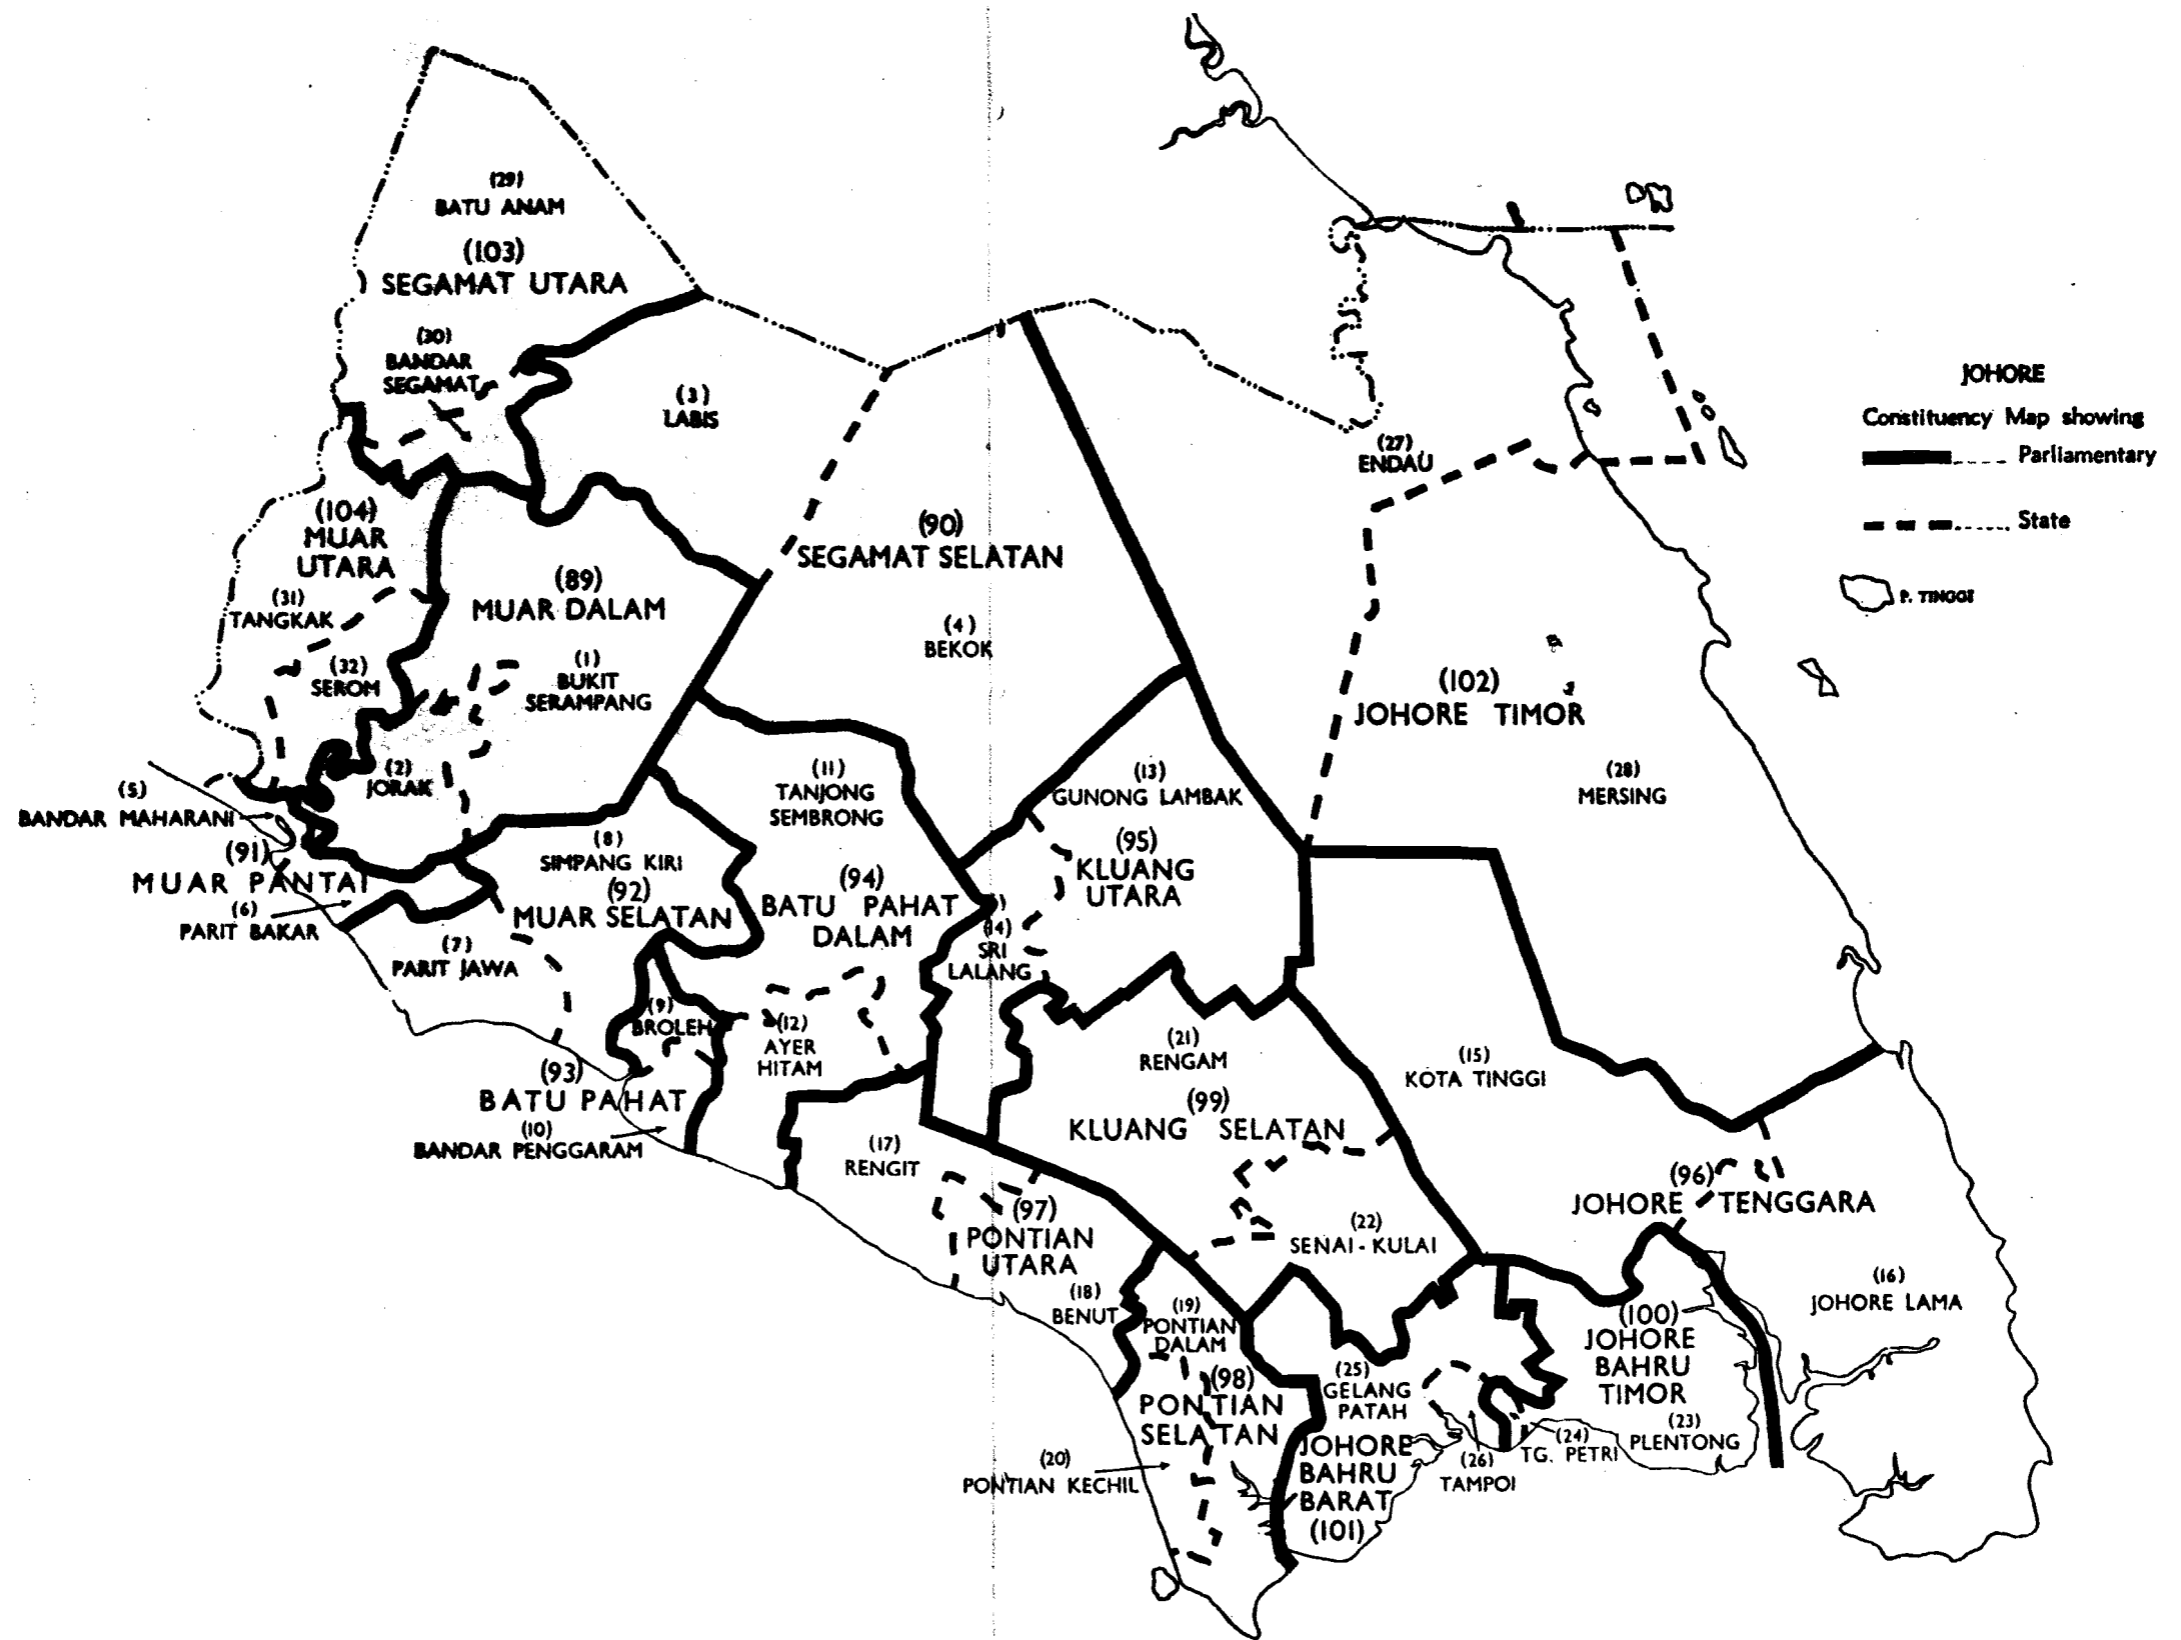 (29)
BATU ANAM
(103)
SEGAMAT UTARA
(30)
BANDAR
SEGAMAT
(3)
LABIS
(27)
ENDAU
JOHORE
Constituency Map showing
Parliamentary
State
P. TINGGI
(104)
MUAR
UTARA
(31)
TANGKAK
(32)
SEROM
(89)
MUAR DALAM
(1)
BUKIT
SERAMPANG
(2)
JORAK
(90)
SEGAMAT SELATAN
(4)
BEKOK
(102)
JOHORE TIMOR
(28)
MERSING
(5)
BANDAR MAHARANI
(91)
MUAR PANTAI
(6)
PARIT BAKAR
(7)
PARIT JAWA
(8)
SIMPANG KIRI
(92)
MUAR SELATAN
(11)
TANJONG
SEMBRONG
(94)
BATU PAHAT
DALAM
(13)
GUNONG LAMBAK
(95)
KLUANG
UTARA
(14)
SRI
LALANG
(9)
BROLEH
(12)
AYER
HITAM
(93)
BATU PAHAT
(10)
BANDAR PENGGARAM
(21)
RENGAM
(99)
KLUANG SELATAN
(15)
KOTA TINGGI
(17)
RENGIT
(97)
PONTIAN
UTARA
(18)
BENUT
(22)
SENAI-KULAI
(96)
JOHORE TENGGARA
(16)
JOHORE LAMA
(19)
PONTIAN
DALAM
(98)
PONTIAN
SELATAN
(20)
PONTIAN KECHIL
(25)
GELANG
PATAH
JOHORE
BAHRU
BARAT
(101)
(26)
TAMPOI
(24)
TG. PETRI
(100)
JOHORE
BAHRU
TIMOR
(23)
PLENTONG